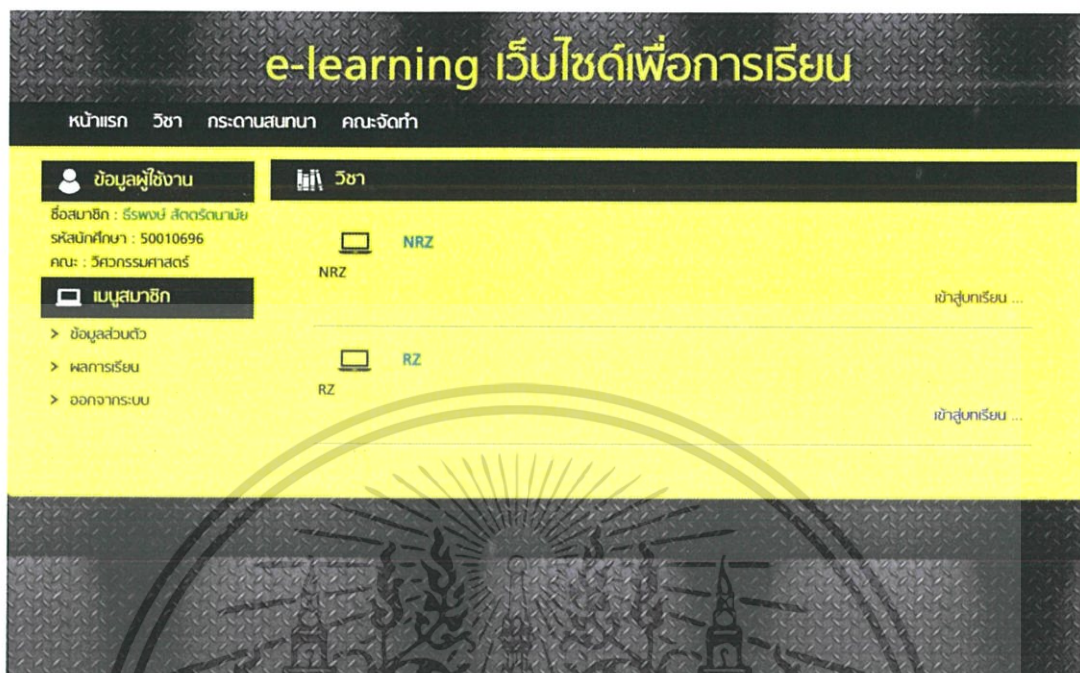 e-learning เว็บไซด์เพื่อการเรียน
หน้าแรก วิชา กระดานสนทนา คณะจัดทำ
ข้อมูลผู้ใช้งาน
ชื่อสมาชิก : ธีรพงษ์ สัตตรัตนามัย
รหัสนักศึกษา : 50010696
คณะ : วิศวกรรมศาสตร์
เมนูสมาชิก
> ข้อมูลส่วนตัว
> ผลการเรียน
> ออกจากระบบ
วิชา
NRZ
NRZ
เข้าสู่บทเรียน ...
RZ
RZ
เข้าสู่บทเรียน ...